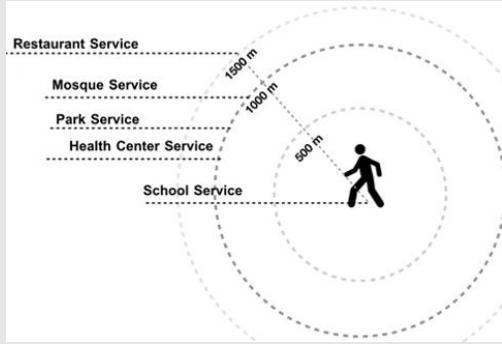 Restaurant Service
1500 m
Mosque Service
1000 m
Park Service
Health Center Service
500 m
School Service